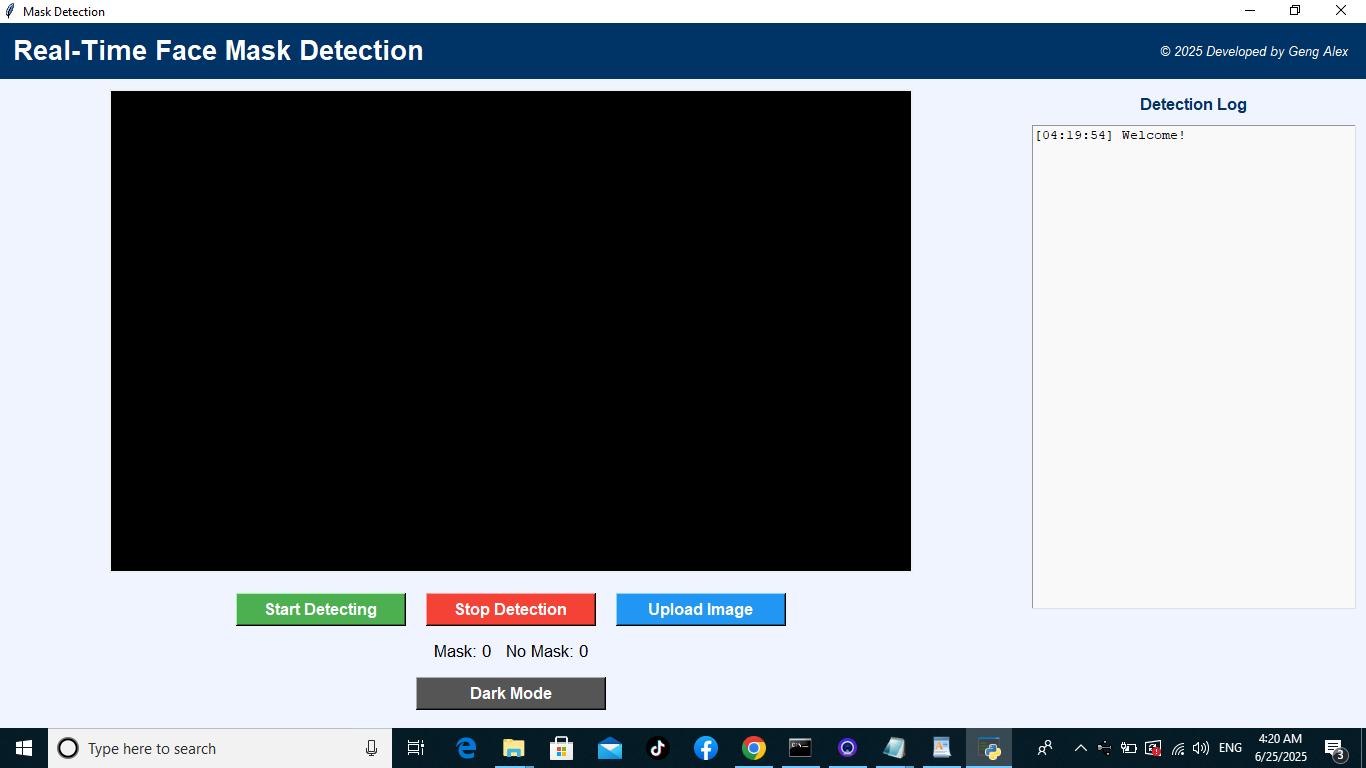 Mask Detection
Real-Time Face Mask Detection
© 2025 Developed by Geng Alex
Detection Log
[04:19:54] Welcome!
Start Detecting
Stop Detection
Upload Image
Mask: 0 No Mask: 0
Dark Mode
Type here to search
ENG
4:20 AM
6/25/2025
3